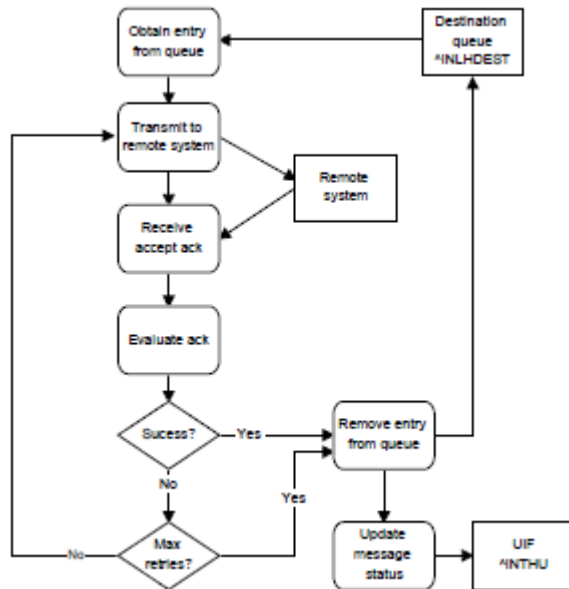 Obtain entry
from queue
Destination
queue
^INLHDEST
Transmit to
remote system
Remote
system
Receive
accept ack
Evaluate ack
Sucess?
Yes
Remove entry
from queue
No
Yes
Max
retries?
No
Update
message
status
UIF
^INTHU